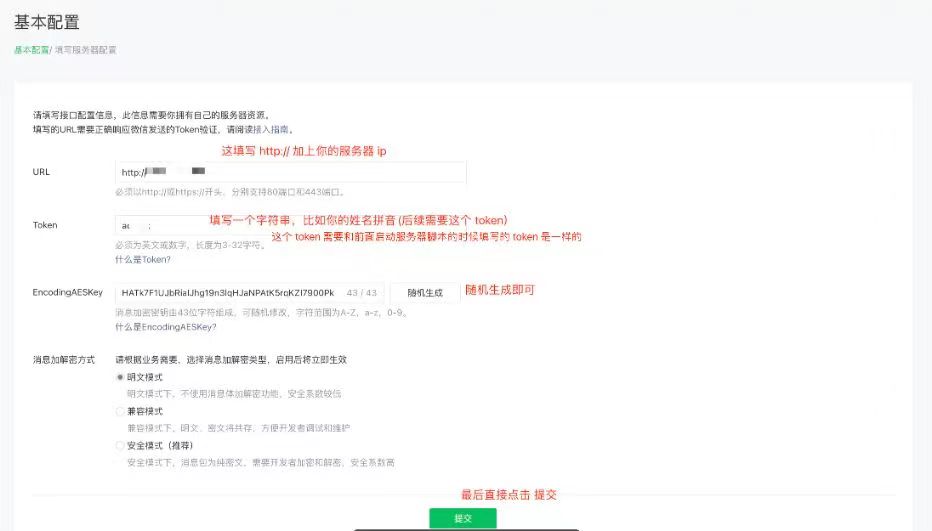 基本配置
基本配置/ 填写服务器配置
请填写接口配置信息，此信息需要你拥有自己的服务器资源。
填写的URL需要正确响应微信发送的Token验证，请阅读接入指南。
这填写 http:// 加上你的服务器 ip
URL
http://
必须以http://或https://开头，分别支持80端口和443端口。
Token
填写一个字符串，比如你的姓名拼音 (后续需要这个 token)
这个 token 需要和前面启动服务器脚本的时候填写的 token 是一样的
必须为英文或数字，长度为3-32字符。
什么是Token?
EncodingAESKey
43 / 43
随机生成
随机生成即可
消息加密密钥由43位字符组成，可随机修改，字符范围为A-Z，a-z，0-9。
什么是EncodingAESKey?
消息加解密方式
请根据业务需要，选择消息加解密类型，启用后将立即生效
明文模式
明文模式下，不使用消息体加解密功能，安全系数较低
兼容模式
兼容模式下，明文、密文将共存，方便开发者调试和维护
安全模式（推荐）
安全模式下，消息包为纯密文，需要开发者加密和解密，安全系数高
最后直接点击 提交
提交